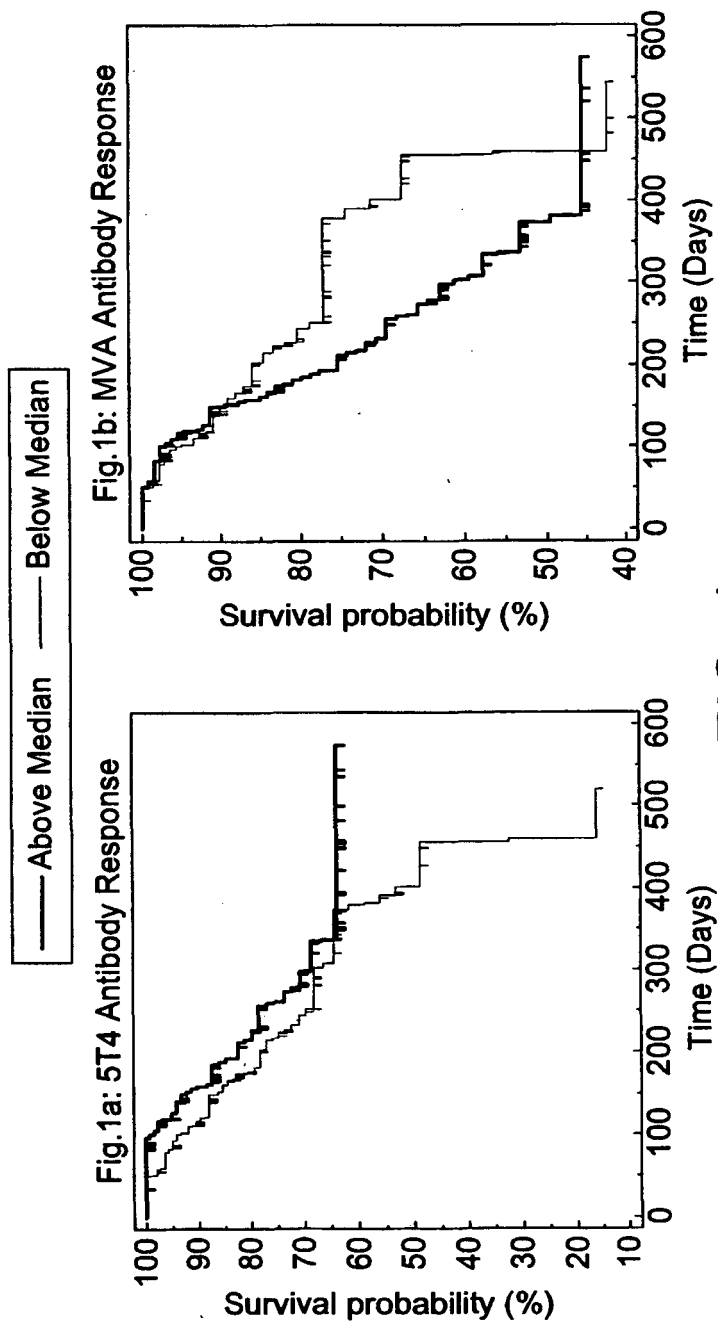 Above Median Below Median
Fig.1a: 5T4 Antibody Response
Survival probability (%)
100
90
80
70
60
50
40
30
20
10
0 100 200 300 400 500 600
Time (Days)
Fig.1b: MVA Antibody Response
Survival probability (%)
100
90
80
70
60
50
40
0 100 200 300 400 500 600
Time (Days)